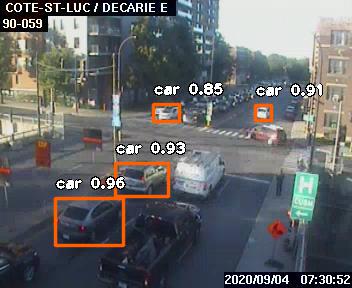 COTE-ST-LUC / DECARIE E
90-059
car 0.85
car 0.91
car 0.93
car 0.96
H
CUSM
2020/09/04 07:30:52